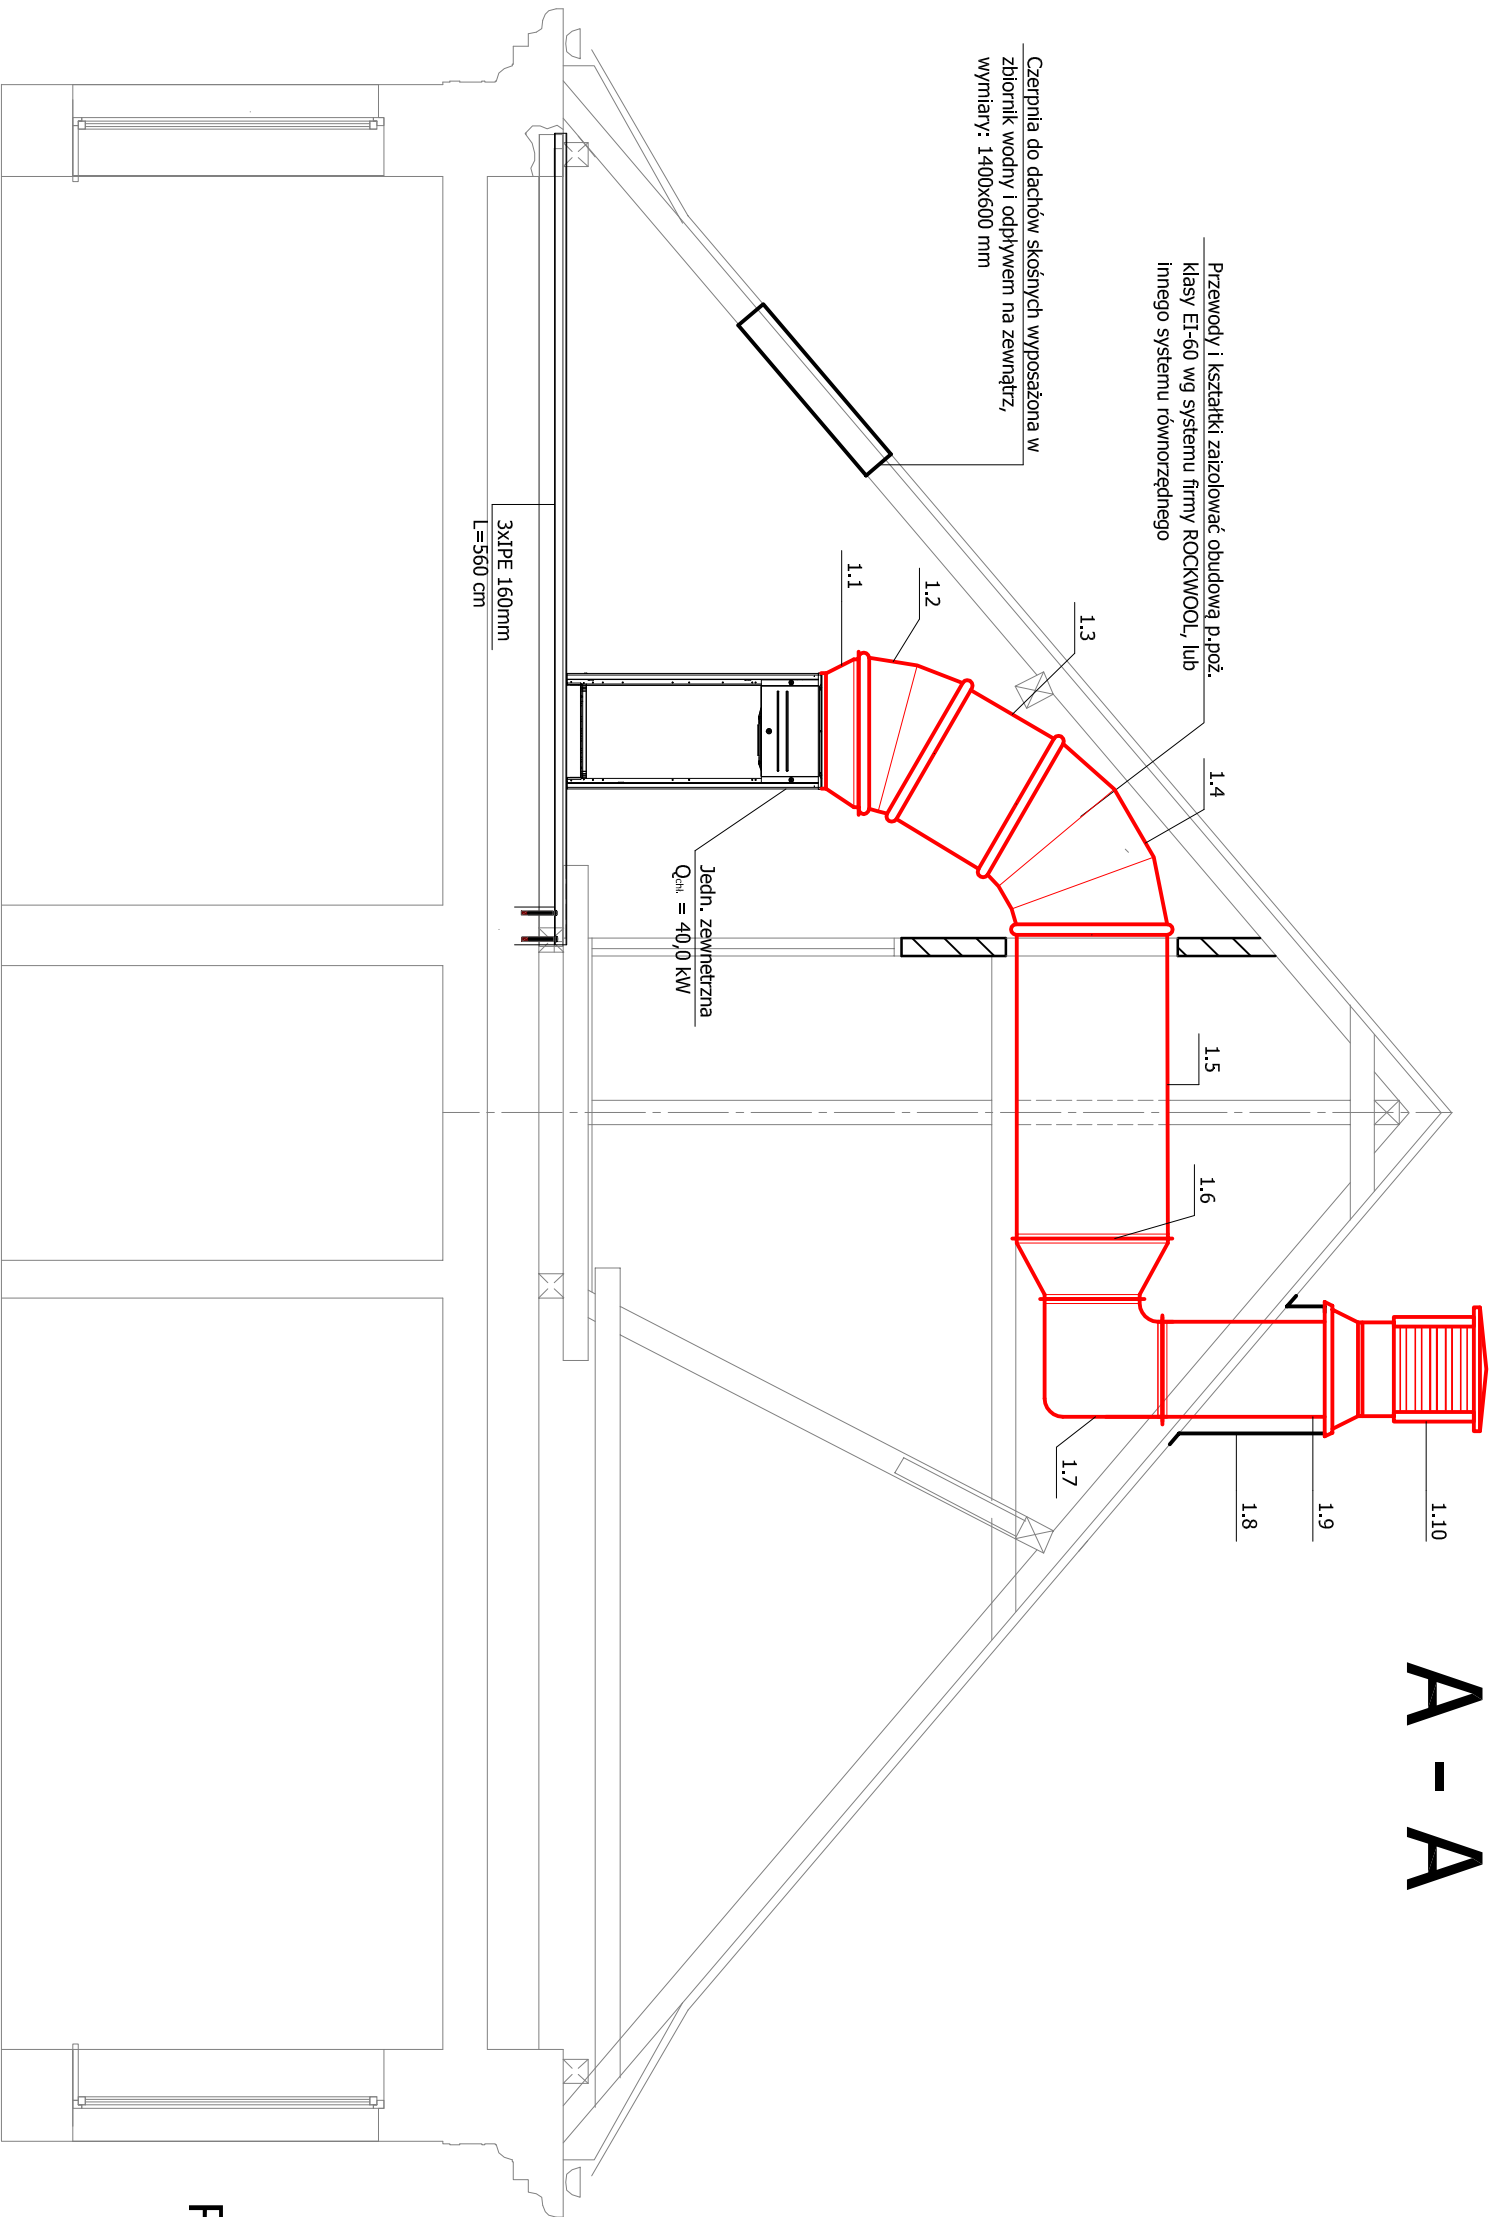 A - A
Przewody i kształtki zaizolować obudową p.poż.
klasy EI-60 wg systemu firmy ROCKWOOL, lub
innego systemu równorzędnego
Czerpnia do dachów skośnych wyposażona w
zbiornik wodny i odpływem na zewnątrz,
wymiary: 1400x600 mm
1.1
1.2
1.3
1.4
1.5
1.6
1.7
1.8
1.9
1.10
Jedn. zewnetrzna
Qchł. = 40,0 kW
3xIPE 160mm
L=560 cm